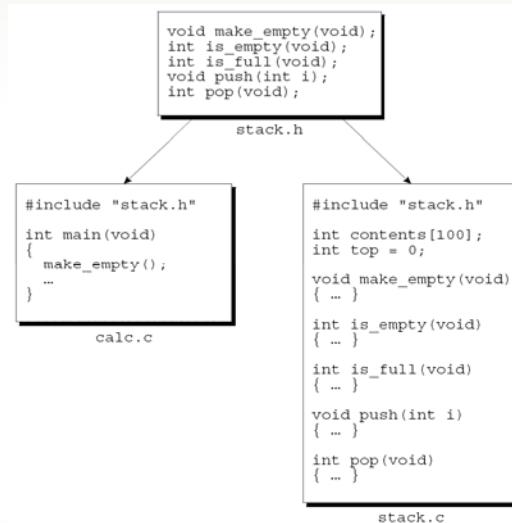 void make_empty(void);
int is_empty(void);
int is_full(void);
void push(int i);
int pop(void);
stack.h
#include "stack.h"
int main(void)
{
make_empty();
…
}
calc.c
#include "stack.h"
int contents[100];
int top = 0;
void make_empty(void)
{ … }
int is_empty(void)
{ … }
int is_full(void)
{ … }
void push(int i)
{ … }
int pop(void)
{ … }
stack.c